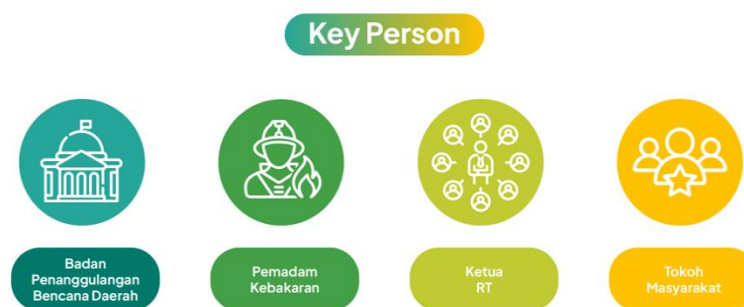 Key Person
Badan
Penanggulangan
Bencana Daerah
Pemadam
Kebakaran
Ketua
RT
Tokoh
Masyarakat